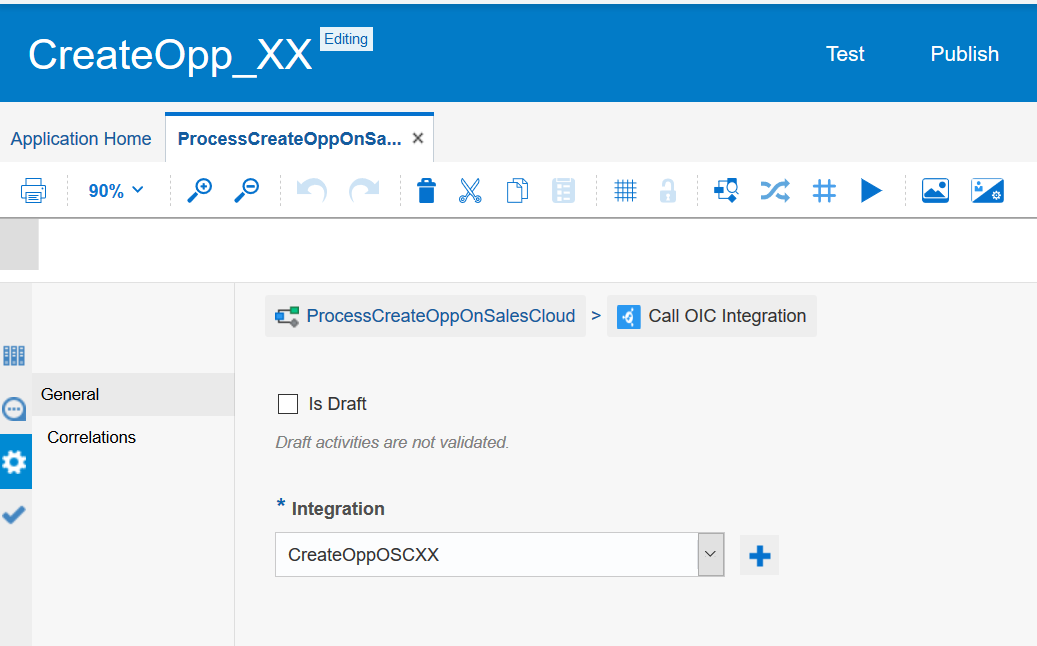 CreateOpp_XX Editing
Test Publish
Application Home ProcessCreateOppOnSa...
90%
ProcessCreateOppOnSalesCloud > Call OIC Integration
General
Is Draft
Correlations
Draft activities are not validated.
* Integration
CreateOppOSCXX